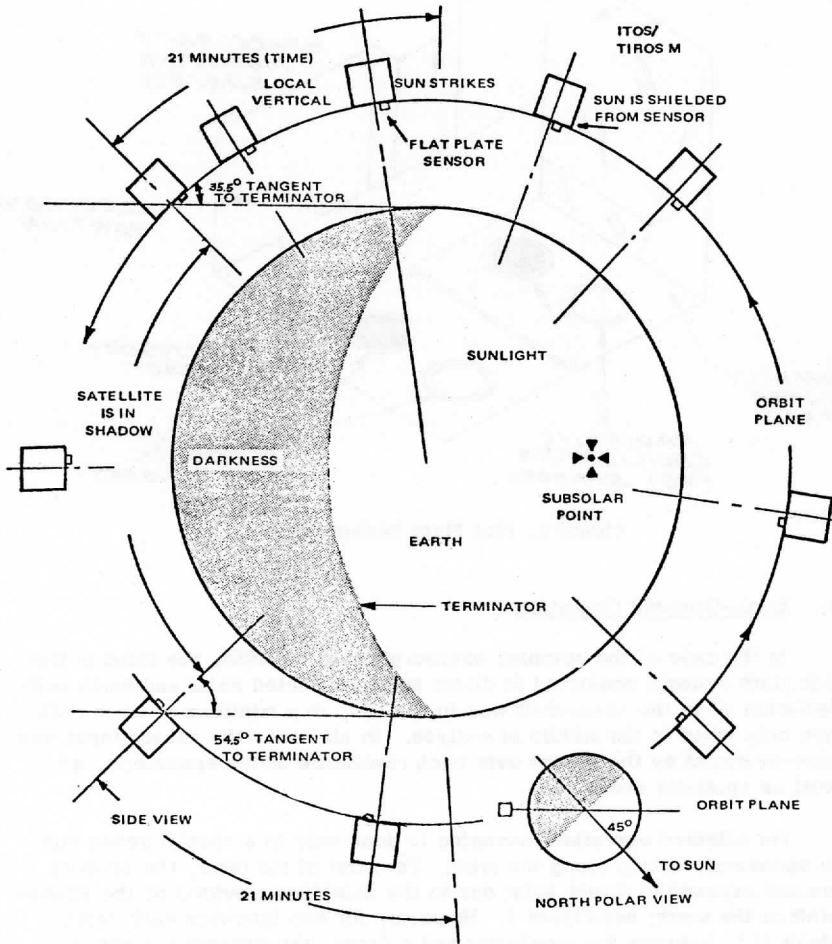 ITOS/
TIROS M
21 MINUTES (TIME)
LOCAL
VERTICAL
SUN STRIKES
SUN IS SHIELDED
FROM SENSOR
FLAT PLATE
SENSOR
35.5° TANGENT
TO TERMINATOR
SUNLIGHT
SATELLITE
IS IN
SHADOW
ORBIT
PLANE
DARKNESS
SUBSOLAR
POINT
EARTH
TERMINATOR
54.5° TANGENT
TO TERMINATOR
SIDE VIEW
ORBIT PLANE
45°
TO SUN
21 MINUTES
NORTH POLAR VIEW